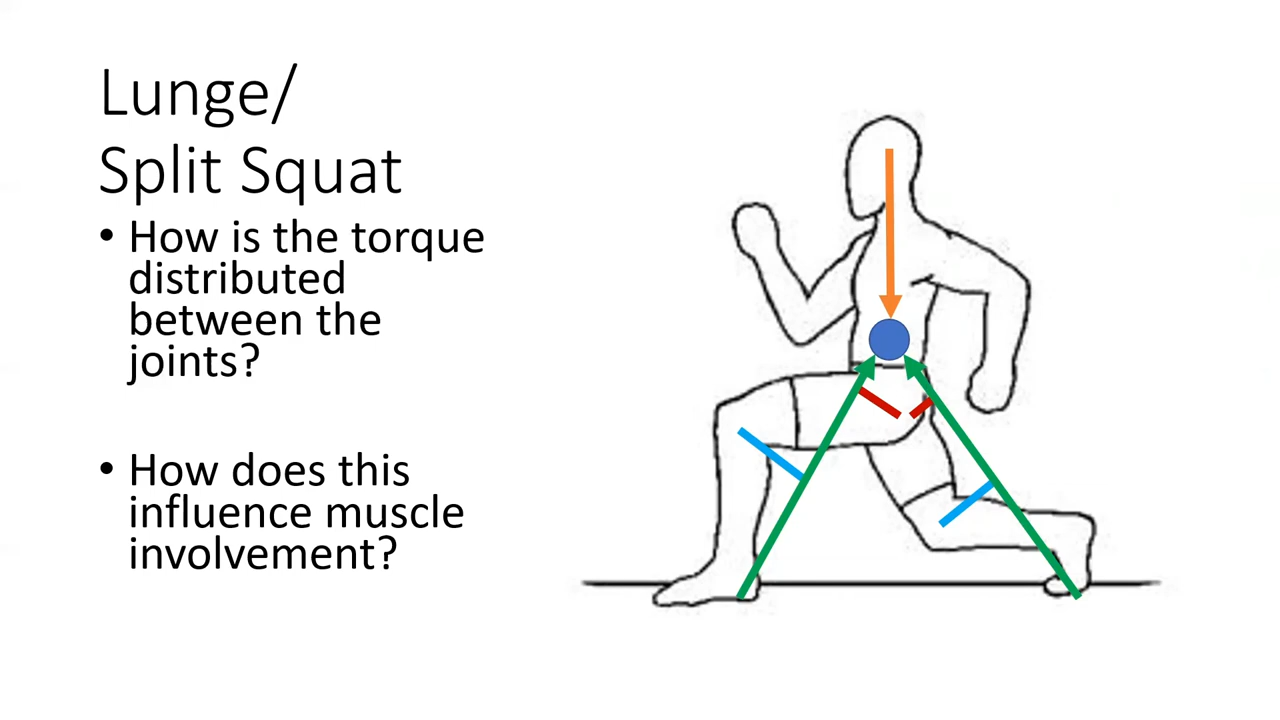 Lunge/
Split Squat
• How is the torque
distributed
between the
joints?
• How does this
influence muscle
involvement?